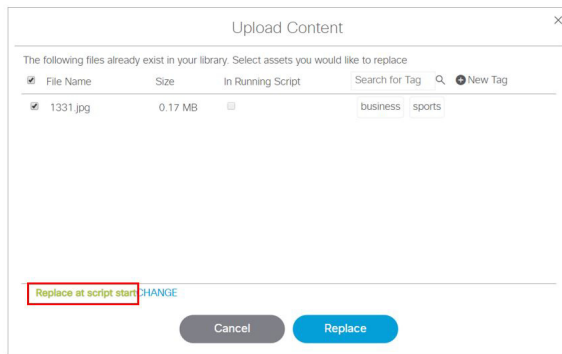 Upload Content
The following files already exist in your library. Select assets you would like to replace
File Name Size In Running Script Search for Tag New Tag
1331.jpg 0.17 MB business sports
Replace at script start CHANGE
Cancel Replace